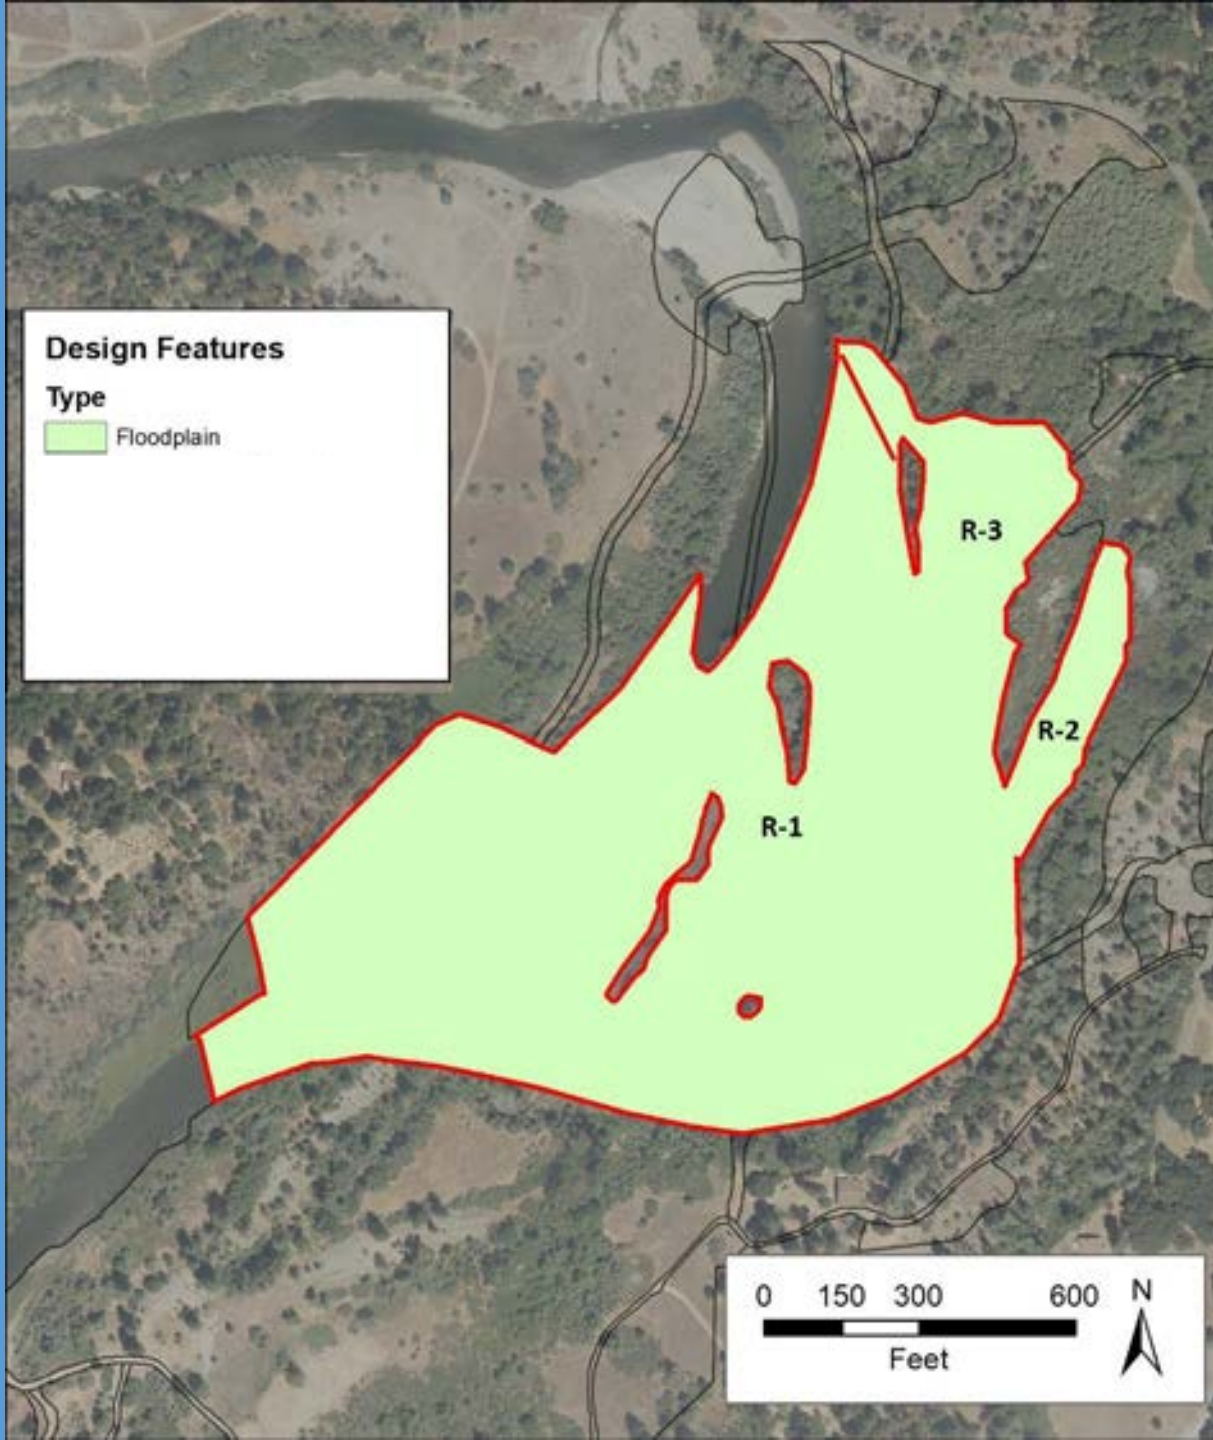 Design Features
Type
Floodplain
R-3
R-2
R-1
0 150 300 600
Feet
N